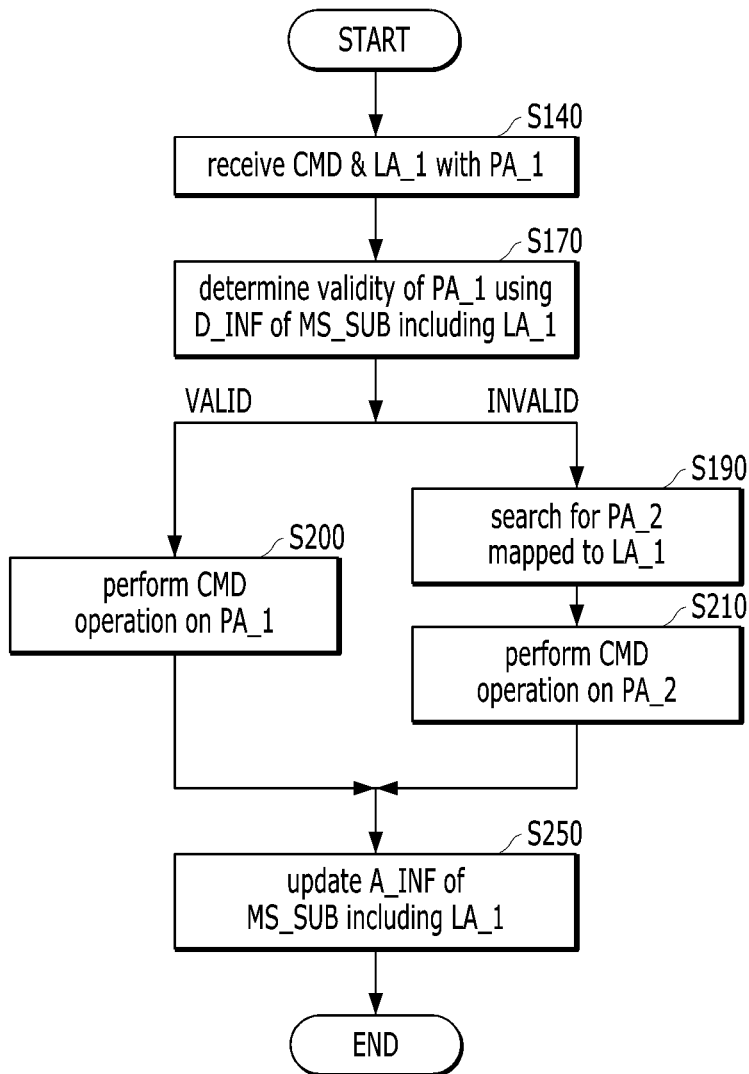 START
S140
receive CMD & LA_1 with PA_1
S170
determine validity of PA_1 using
D_INF of MS_SUB including LA_1
VALID
INVALID
S190
search for PA_2
mapped to LA_1
S200
perform CMD
operation on PA_1
S210
perform CMD
operation on PA_2
S250
update A_INF of
MS_SUB including LA_1
END